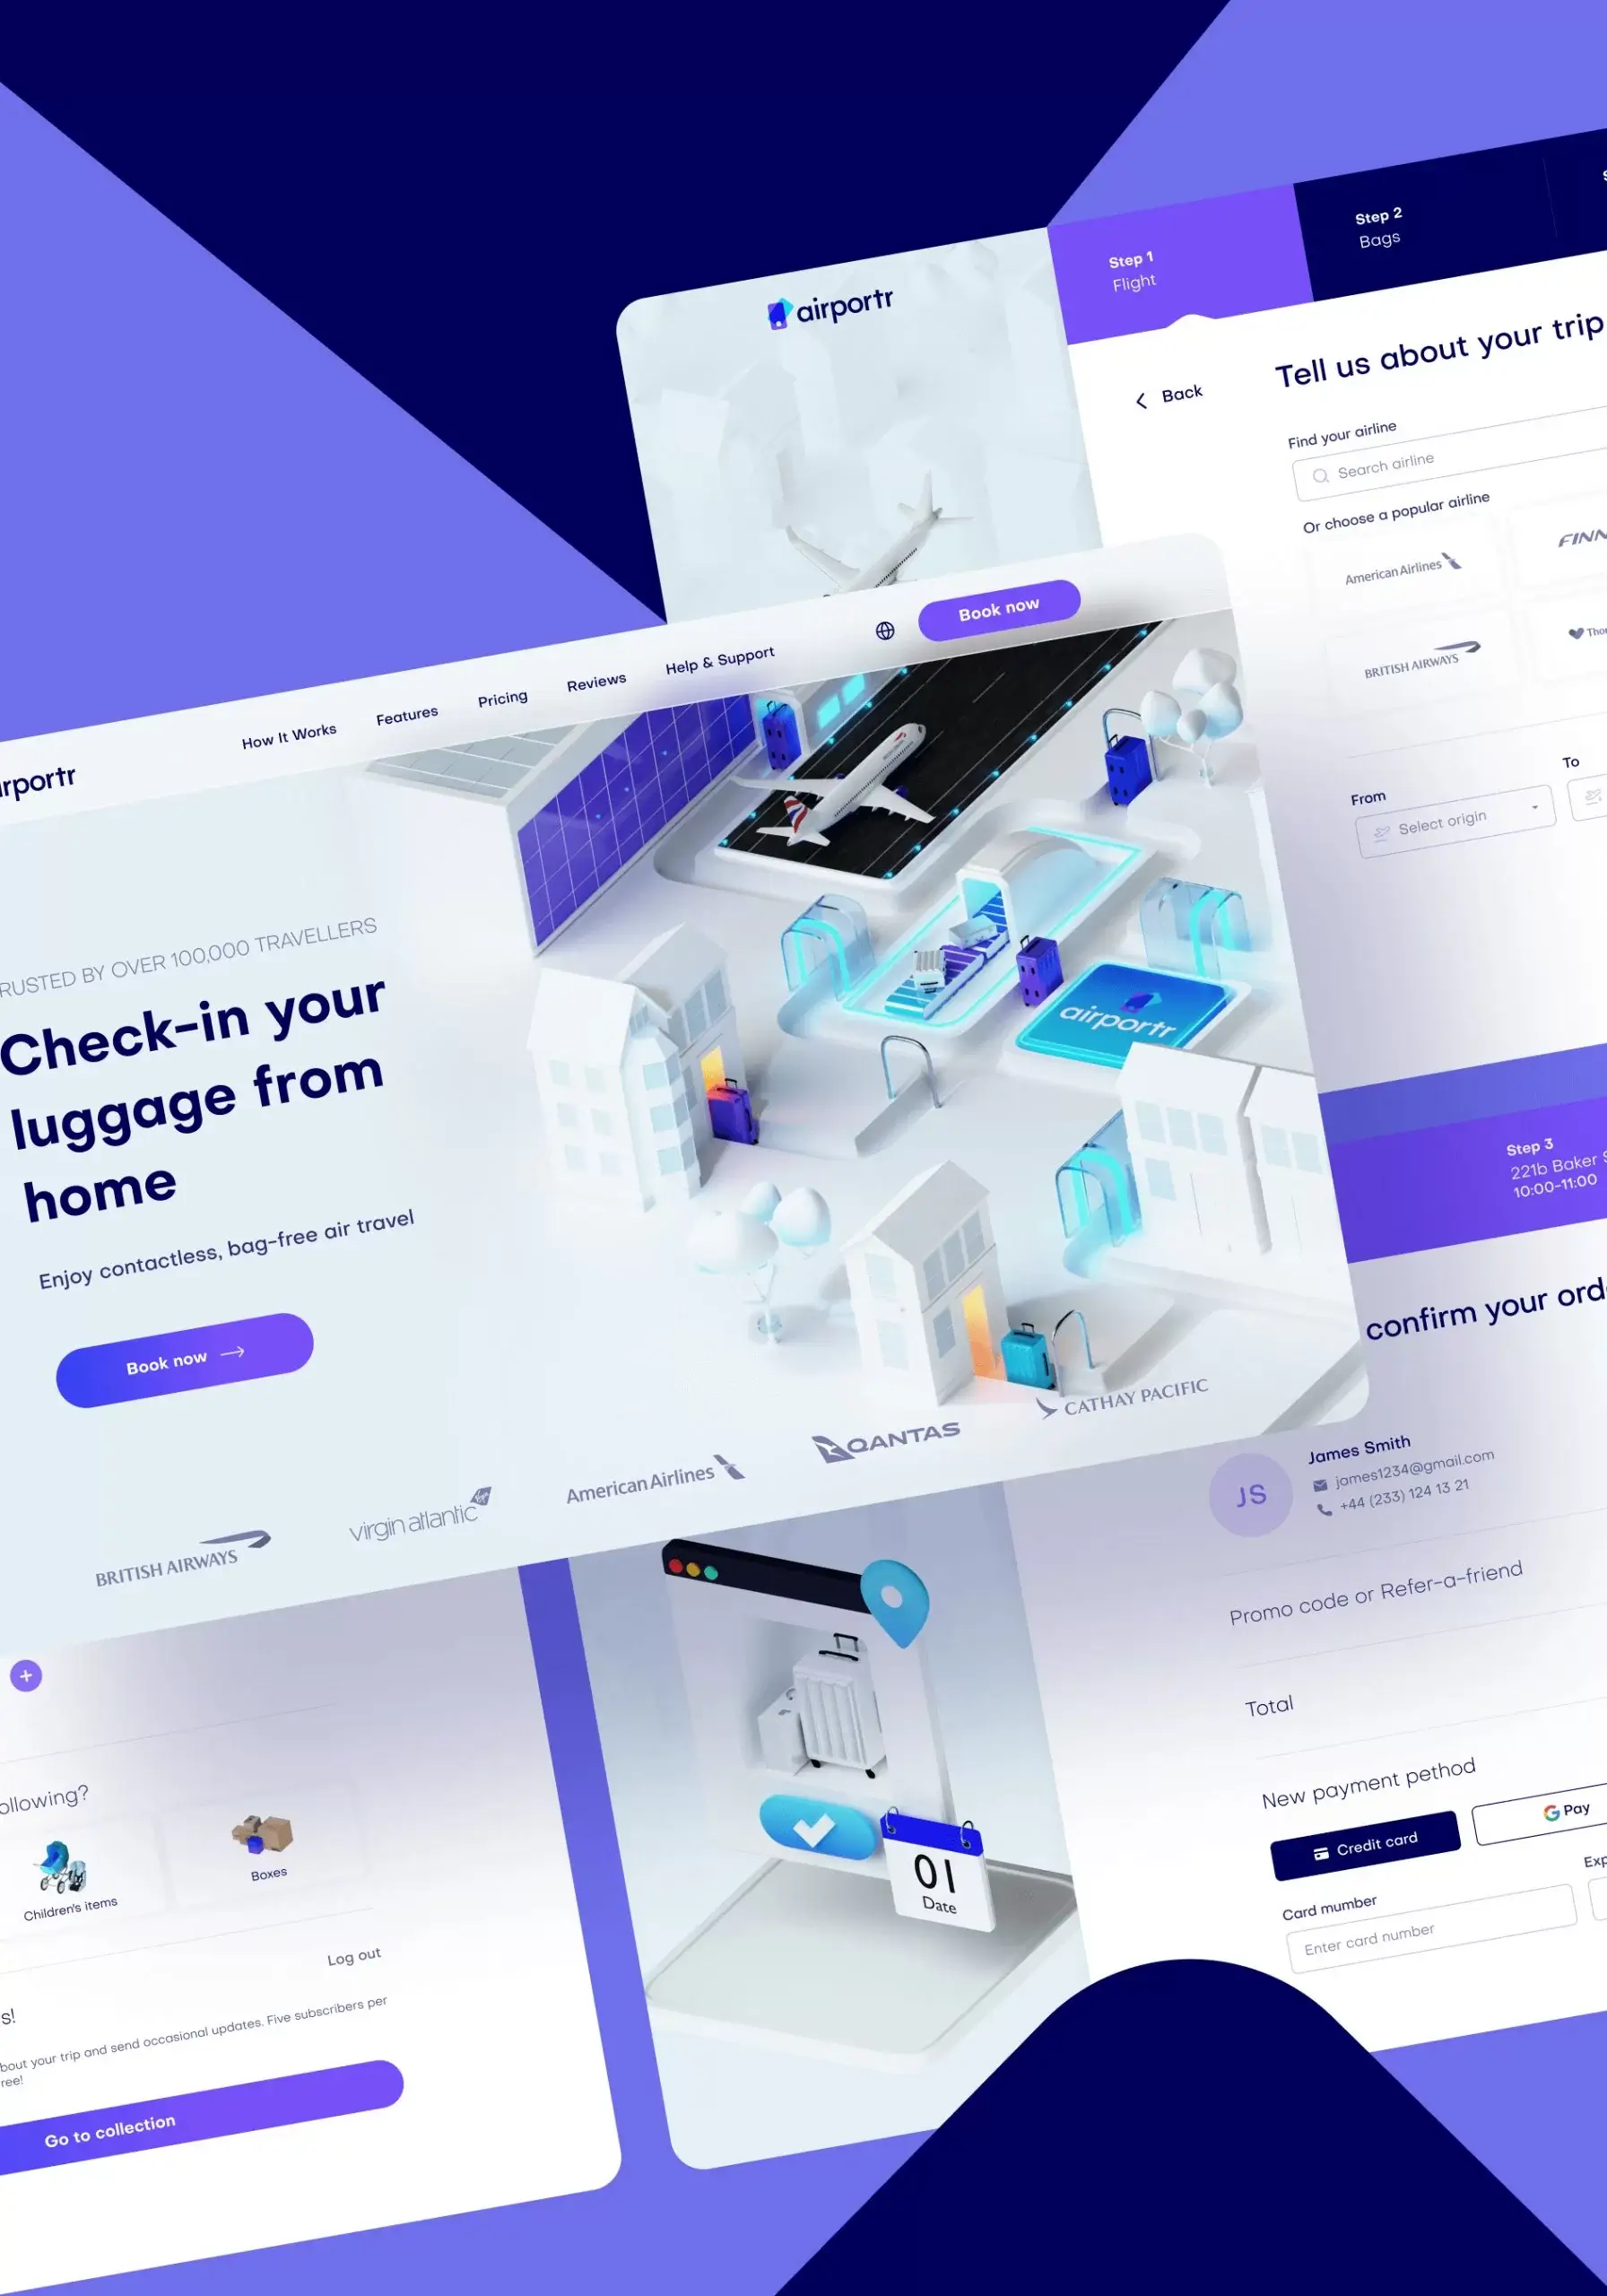 airportr
Step 1
Flight
Step 2
Bags
Back
Tell us about your trip
Find your airline
Search airline
Or choose a popular airline
American Airlines
BRITISH AIRWAYS
From
Select origin
To
How It Works
Features
Pricing
Reviews
Help & Support
Book now
rportr
RUSTED BY OVER 100,000 TRAVELLERS
Check-in your
luggage from
home
Enjoy contactless, bag-free air travel
Book now
airportr
BRITISH AIRWAYS
virgin atlantic
American Airlines
QANTAS
CATHAY PACIFIC
Step 3
221b Baker S
10:00-11:00
confirm your ord
JS
James Smith
james1234@gmail.com
+44 (233) 124 13 21
Promo code or Refer-a-friend
Total
New payment pethod
Credit card
G Pay
Card mumber
Exp
Enter card number
01
Date
ollowing?
Children's items
Boxes
Log out
s!
bout your trip and send occasional updates. Five subscribers per
ree!
Go to collection